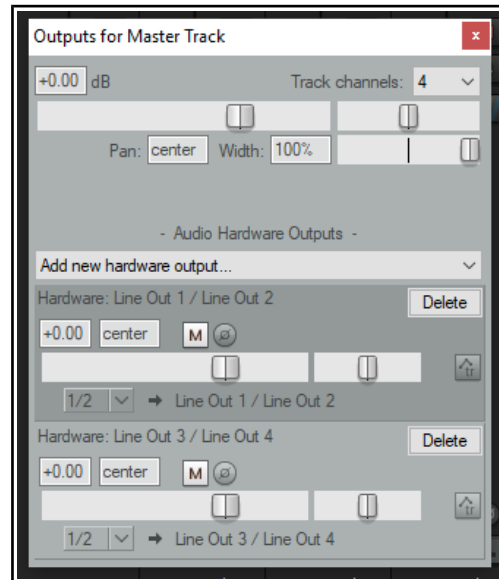 Outputs for Master Track x
+0.00 dB Track channels: 4
Pan: center Width: 100%
- Audio Hardware Outputs -
Add new hardware output...
Hardware: Line Out 1 / Line Out 2 Delete
+0.00 center M ø
tr
1/2 → Line Out 1 / Line Out 2
Hardware: Line Out 3 / Line Out 4 Delete
+0.00 center M ø
tr
1/2 → Line Out 3 / Line Out 4